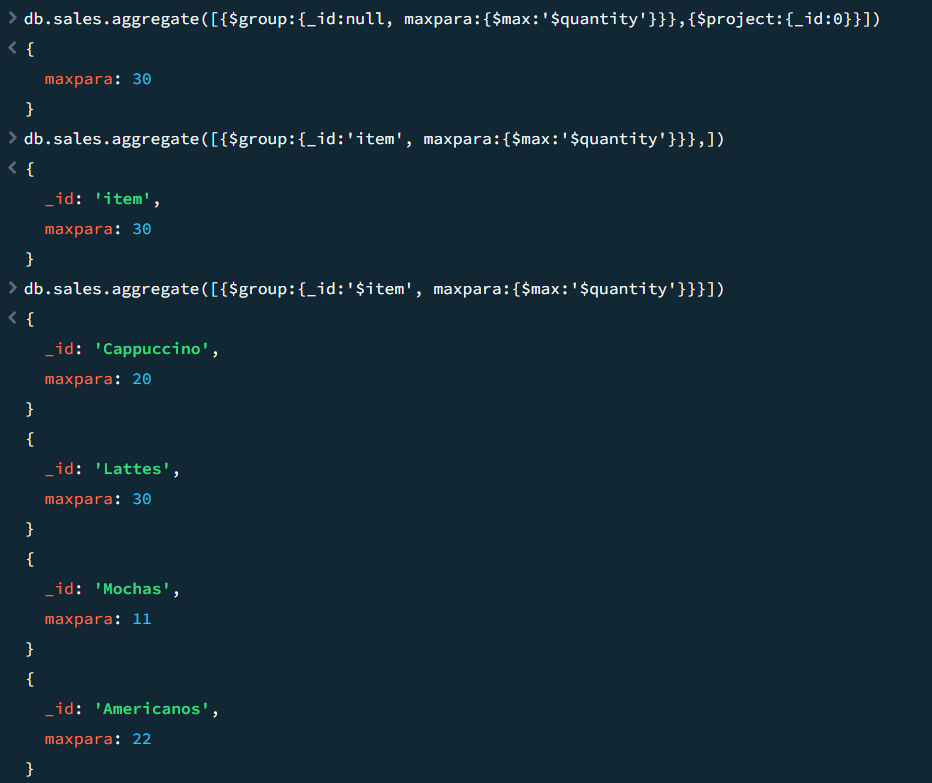 > db.sales.aggregate([{$group:{_id:null, maxpara:{$max:'$quantity'}}},{$project:{_id:0}}])
< {
maxpara: 30
}
> db.sales.aggregate([{$group:{_id:'item', maxpara:{$max:'$quantity'}}},])
< {
_id: 'item',
maxpara: 30
}
> db.sales.aggregate([{$group:{_id:'$item', maxpara:{$max:'$quantity'}}}])
< {
_id: 'Cappuccino',
maxpara: 20
}
{
_id: 'Lattes',
maxpara: 30
}
{
_id: 'Mochas',
maxpara: 11
}
{
_id: 'Americanos',
maxpara: 22
}